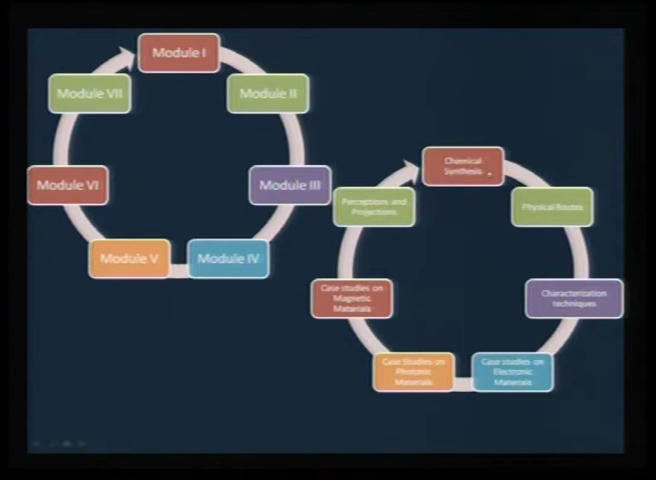 Module I
Module II
Module III
Module IV
Module V
Module VI
Module VII
Chemical
Synthesis
Physical Routes
Characterization
techniques
Case studies on
Electronic
Materials
Case Studies on
Photonic
Materials
Case studies on
Magnetic
Materials
Perceptions and
Projections